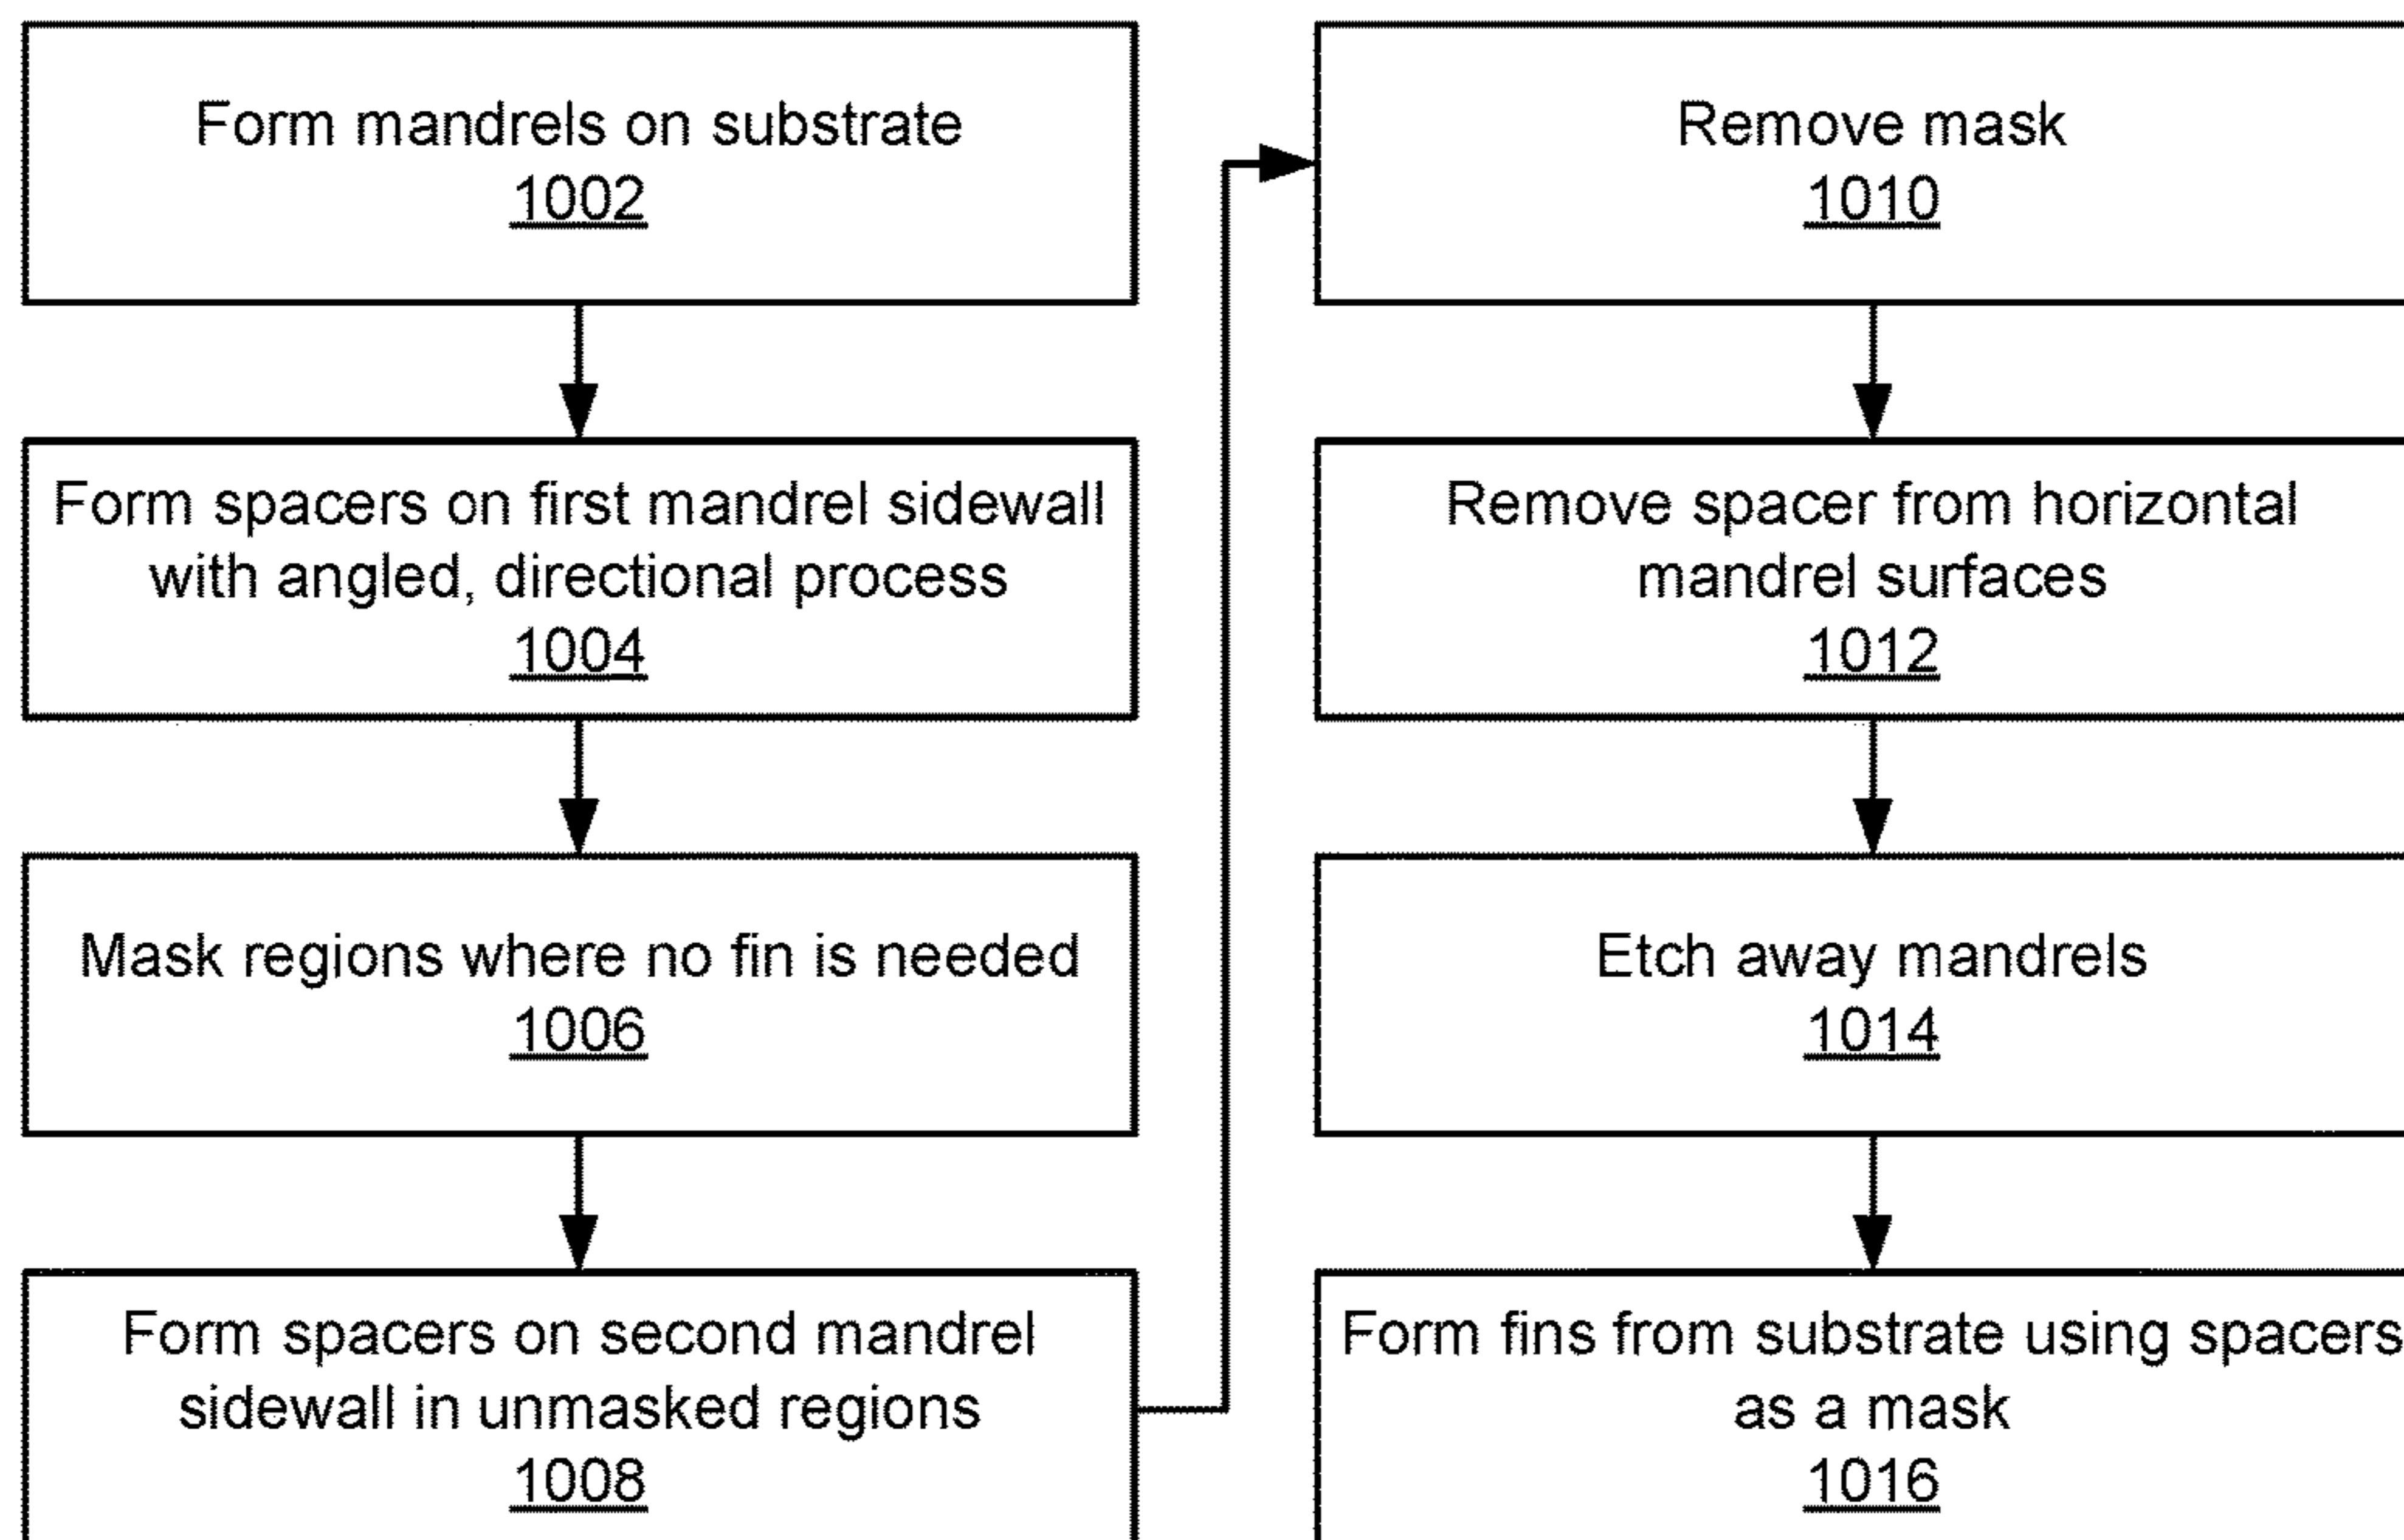 Form mandrels on substrate
1002
Form spacers on first mandrel sidewall
with angled, directional process
1004
Mask regions where no fin is needed
1006
Form spacers on second mandrel
sidewall in unmasked regions
1008
Remove mask
1010
Remove spacer from horizontal
mandrel surfaces
1012
Etch away mandrels
1014
Form fins from substrate using spacers
as a mask
1016